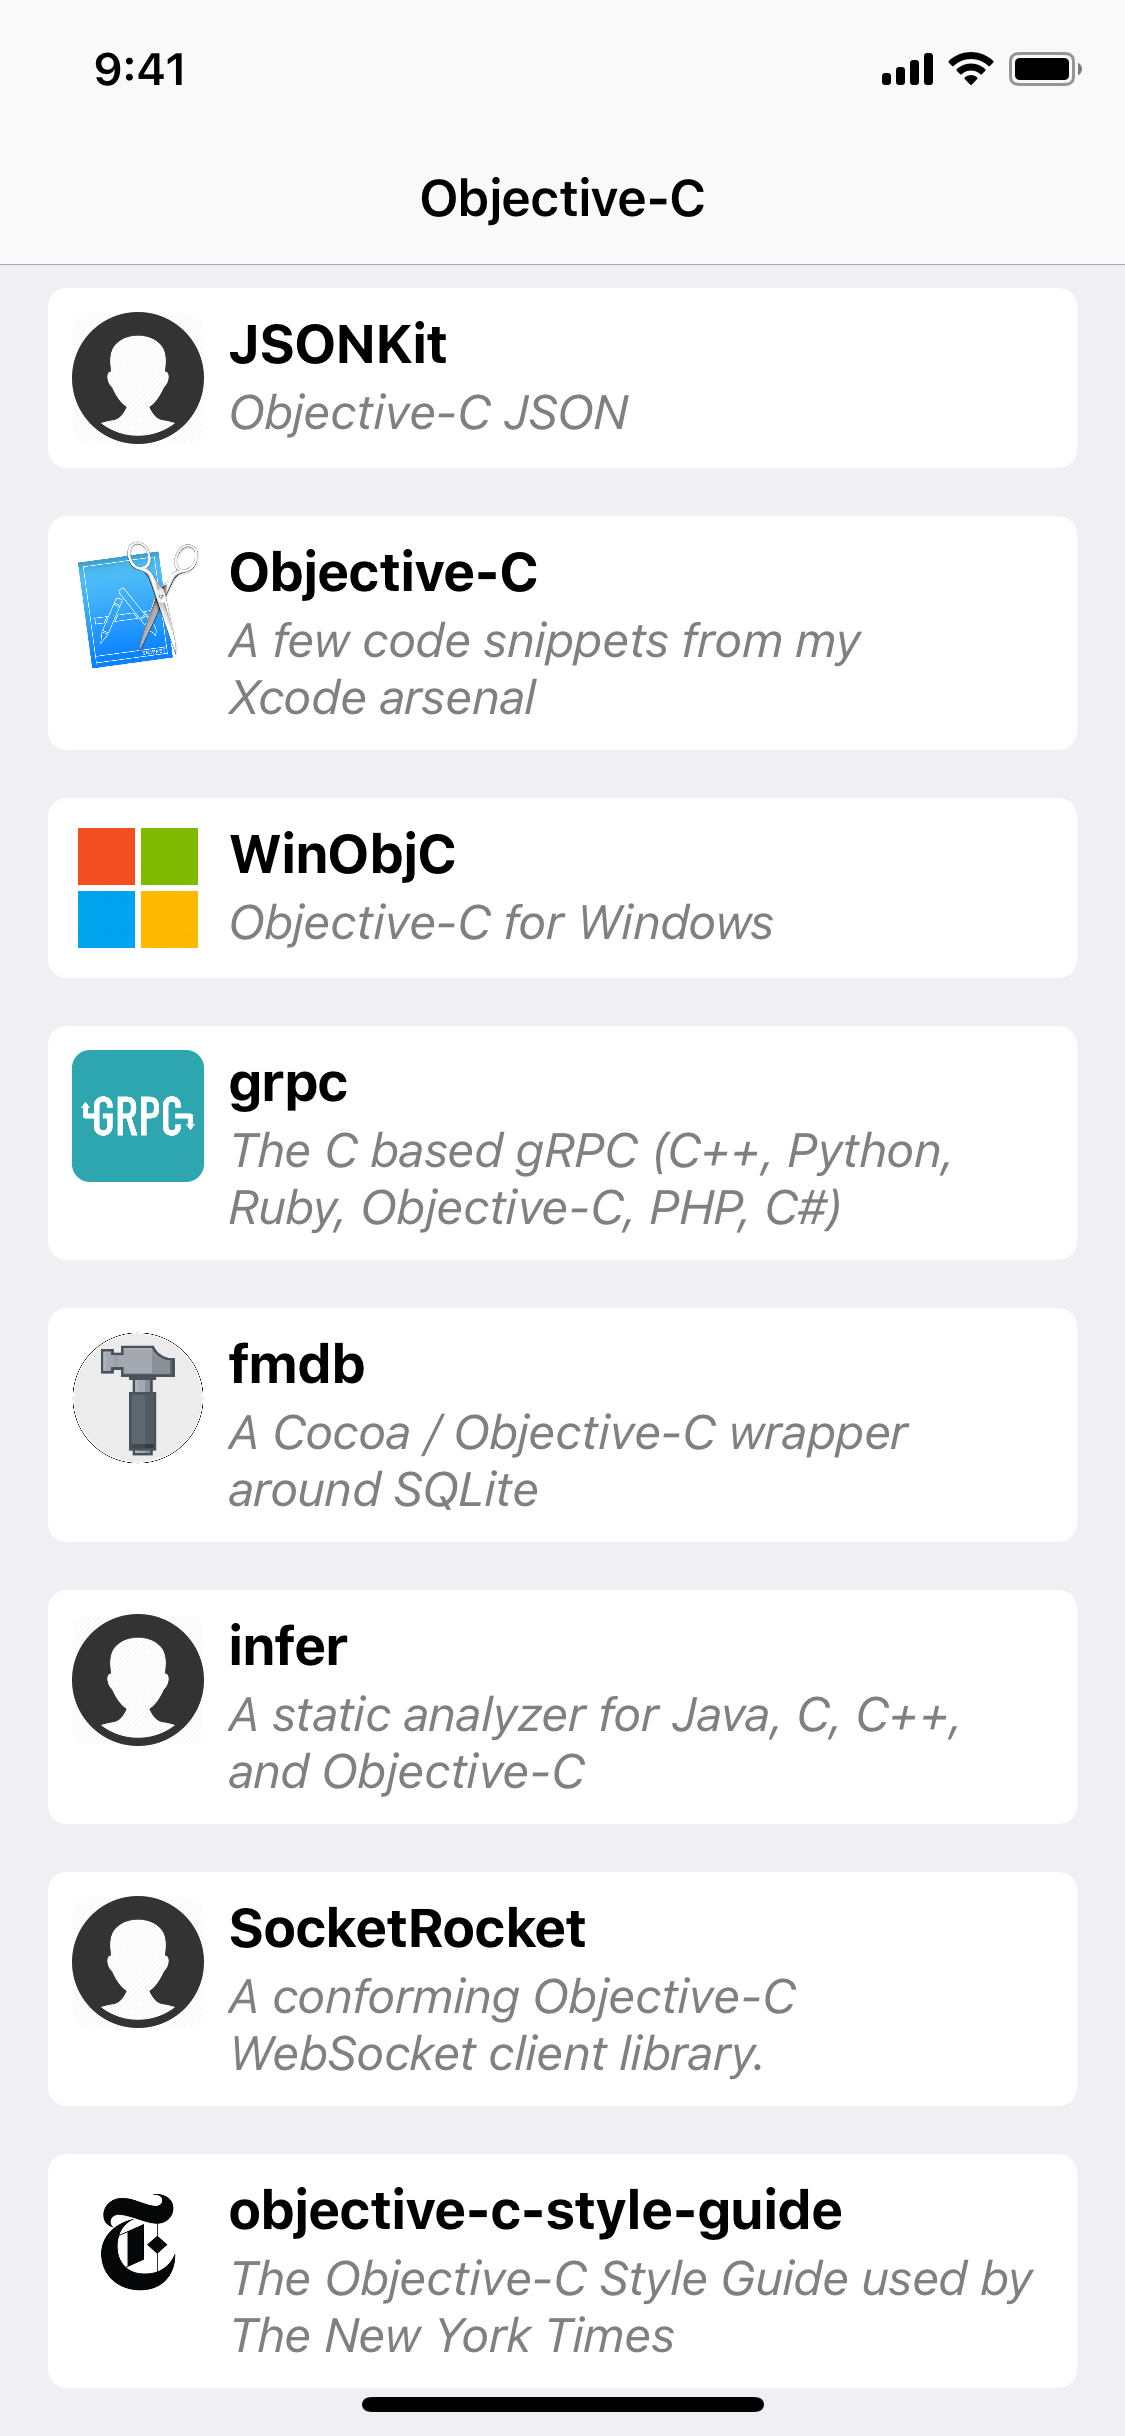 9:41
Objective-C
JSONKit
Objective-C JSON
Objective-C
A few code snippets from my
Xcode arsenal
WinObjC
Objective-C for Windows
GRPC
grpc
The C based gRPC (C++, Python,
Ruby, Objective-C, PHP, C#)
fmdb
A Cocoa / Objective-C wrapper
around SQLite
infer
A static analyzer for Java, C, C++,
and Objective-C
SocketRocket
A conforming Objective-C
WebSocket client library.
objective-c-style-guide
The Objective-C Style Guide used by
The New York Times